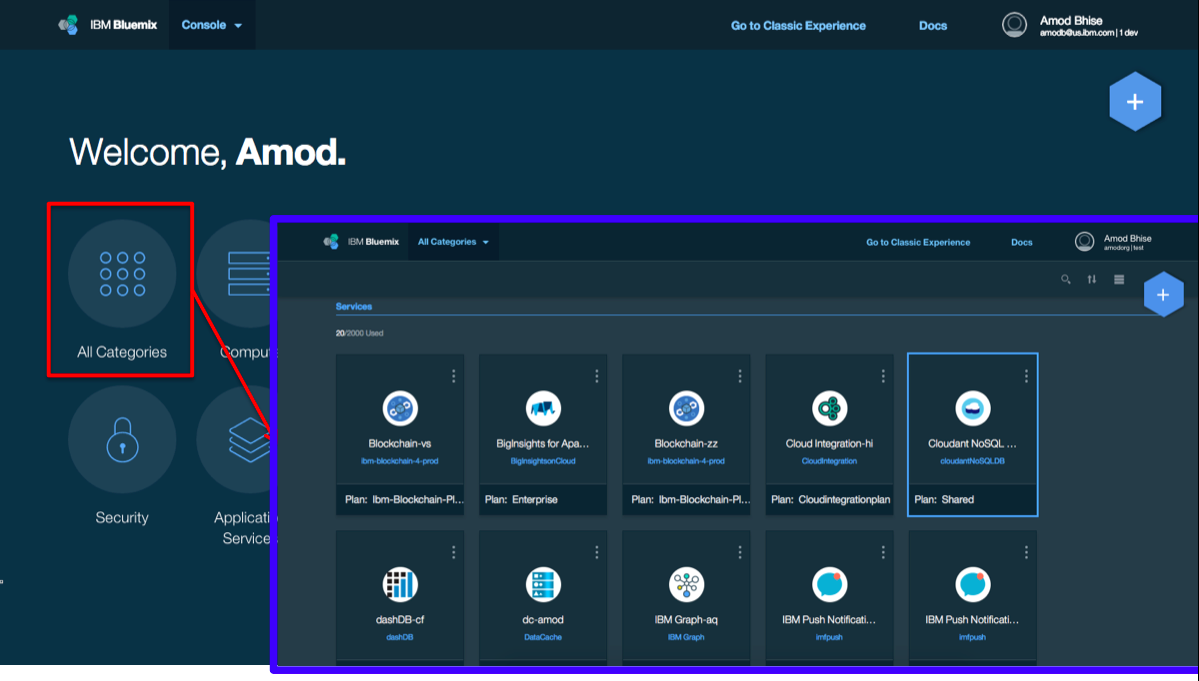 IBM Bluemix
Console
Go to Classic Experience
Docs
Amod Bhise
amodb@us.ibm.com | 1 dev
+
Welcome, Amod.
All Categories
Compu
Security
Applicati
Service
IBM Bluemix
All Categories
Go to Classic Experience
Docs
Amod Bhise
amodorg | test
+
Services
20/2000 Used
Blockchain-vs
ibm-blockchain-4-prod
Plan: Ibm-Blockchain-Pl...
BigInsights for Apa...
BigInsightsonCloud
Plan: Enterprise
Blockchain-zz
ibm-blockchain-4-prod
Plan: Ibm-Blockchain-Pl...
Cloud Integration-hi
CloudIntegration
Plan: Cloudintegrationplan
Cloudant NoSQL ...
cloudantNoSQLDB
Plan: Shared
dashDB-cf
dashDB
dc-amod
DataCache
IBM Graph-aq
IBM Graph
IBM Push Notificati...
imfpush
IBM Push Notificati...
imfpush